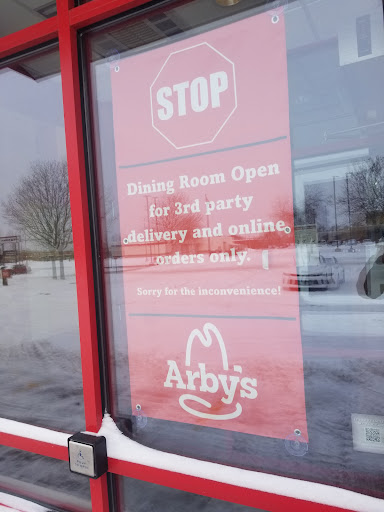 STOP
Dining Room Open
for 3rd party
delivery and online
orders only.
Sorry for the inconvenience!
Arby's